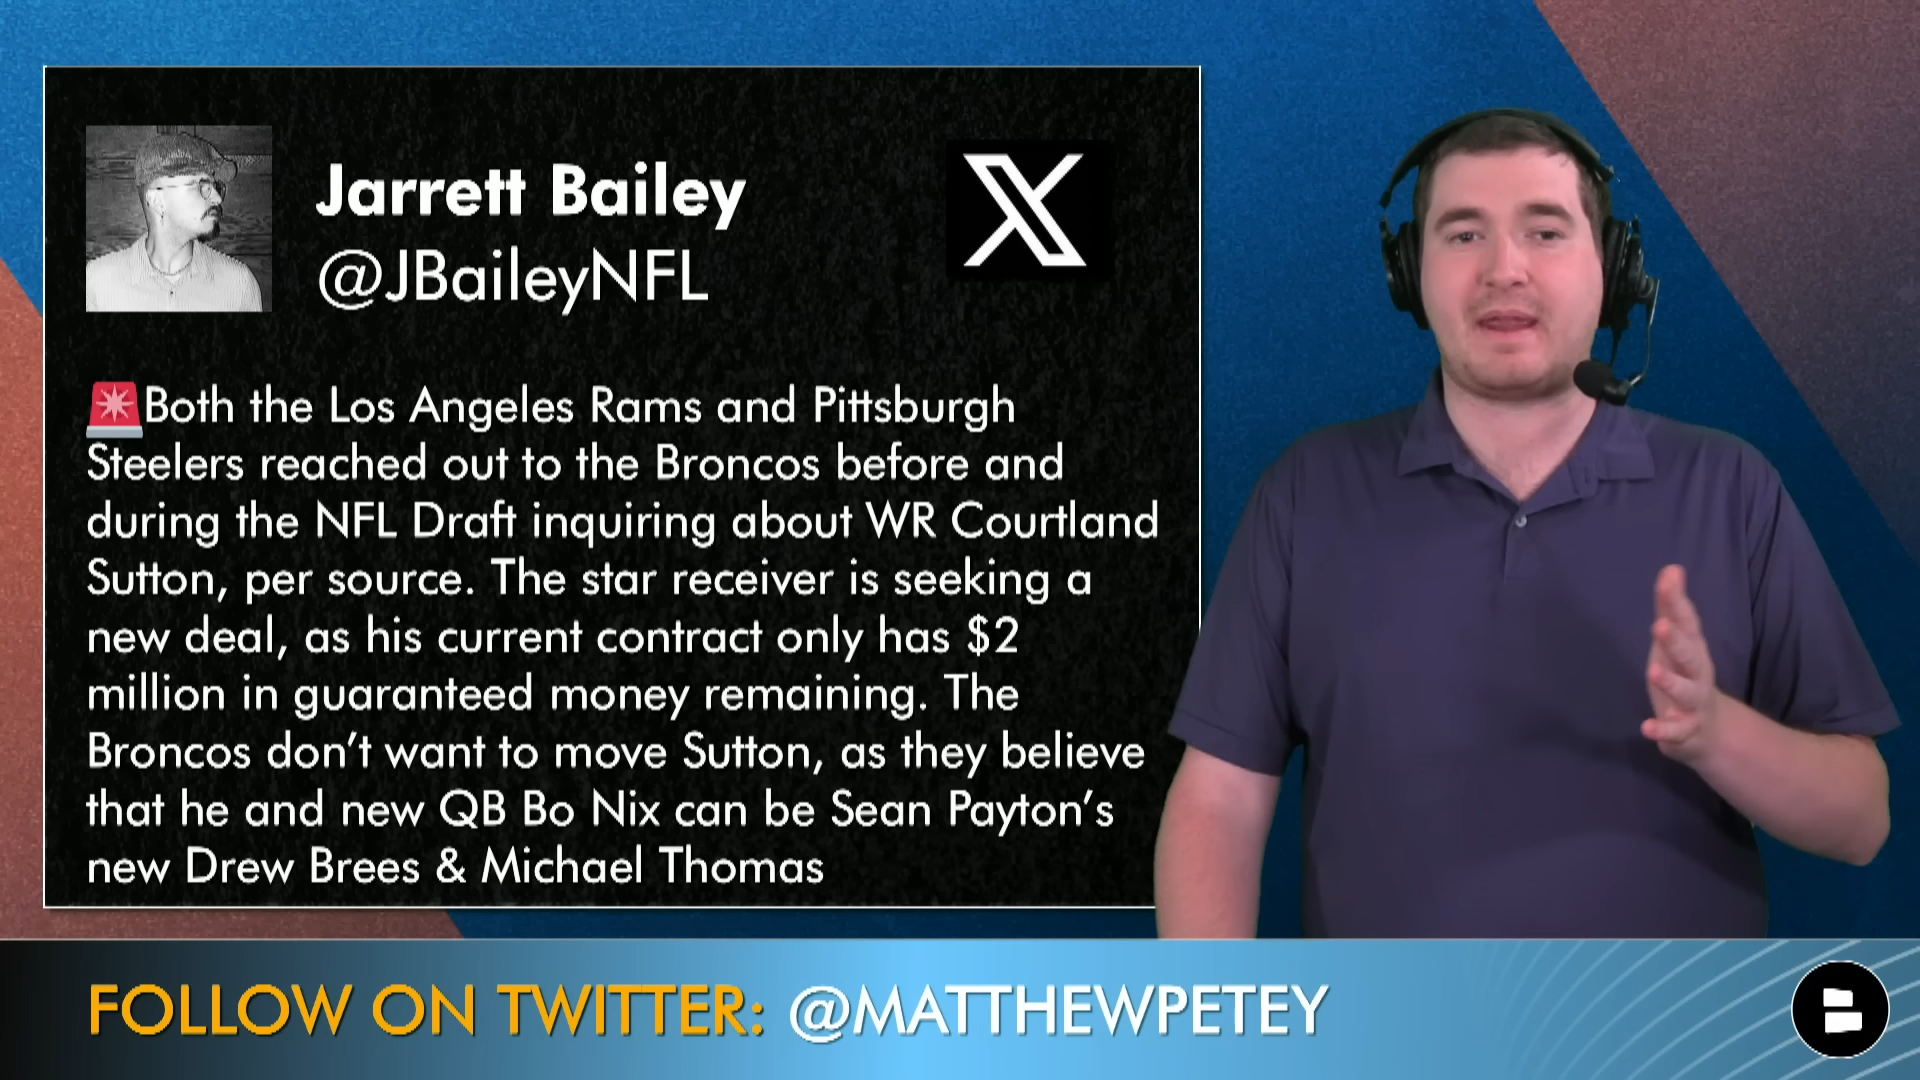 Jarrett Bailey
@JBaileyNFL
🚨Both the Los Angeles Rams and Pittsburgh
Steelers reached out to the Broncos before and
during the NFL Draft inquiring about WR Courtland
Sutton, per source. The star receiver is seeking a
new deal, as his current contract only has $2
million in guaranteed money remaining. The
Broncos don’t want to move Sutton, as they believe
that he and new QB Bo Nix can be Sean Payton’s
new Drew Brees & Michael Thomas
FOLLOW ON TWITTER: @MATTHEWPETEY